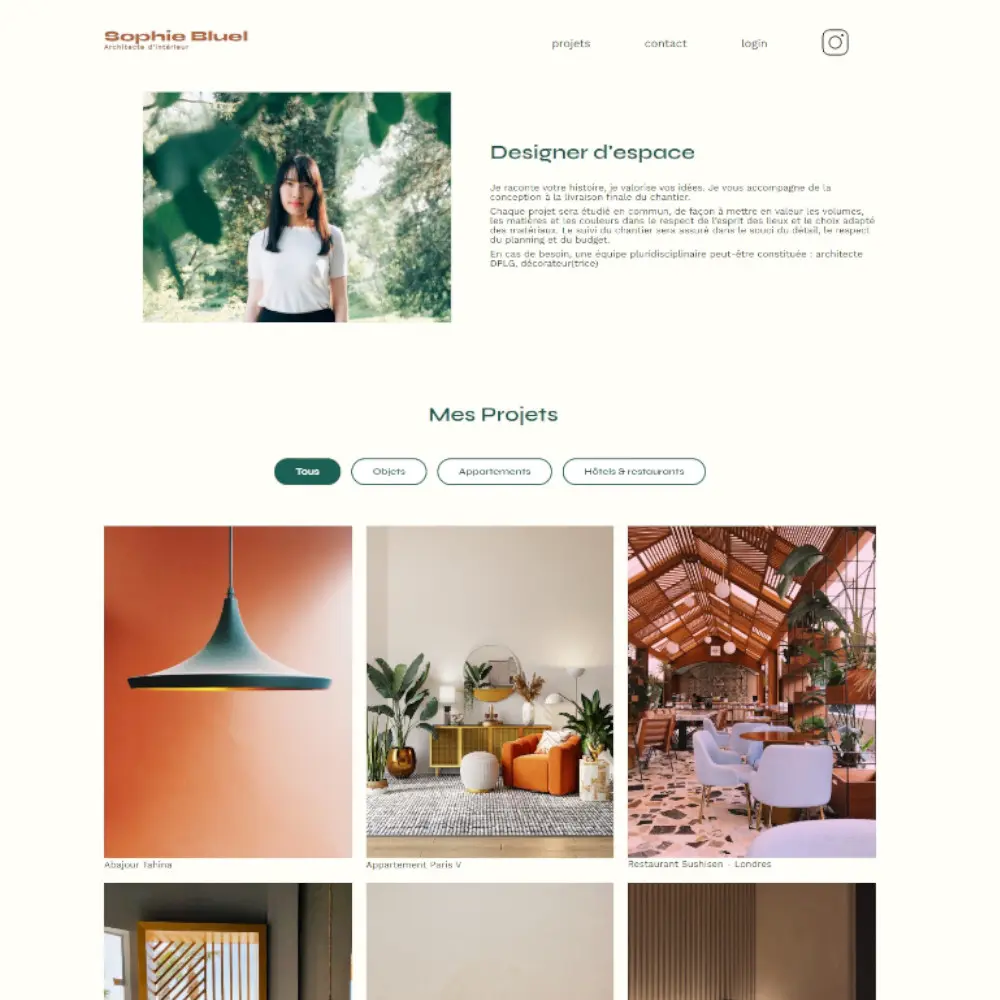 Sophie Bluel
Architecte d'intérieur
projets
contact
login
Designer d'espace
Je raconte votre histoire, je valorise vos idées. Je vous accompagne de la
conception à la livraison finale du chantier.
Chaque projet sera étudié en commun, de façon à mettre en valeur les volumes,
les matières et les couleurs dans le respect de l'esprit des lieux et le choix adapté
des matériaux. Le suivi du chantier sera assuré dans le souci du détail, le respect
du planning et du budget.
En cas de besoin, une équipe pluridisciplinaire peut-être constituée : architecte
DPLG, décorateur(trice)
Mes Projets
Tous
Objets
Appartements
Hôtels & restaurants
Abajour Tahina
Appartement Paris V
Restaurant Sushisen - Londres